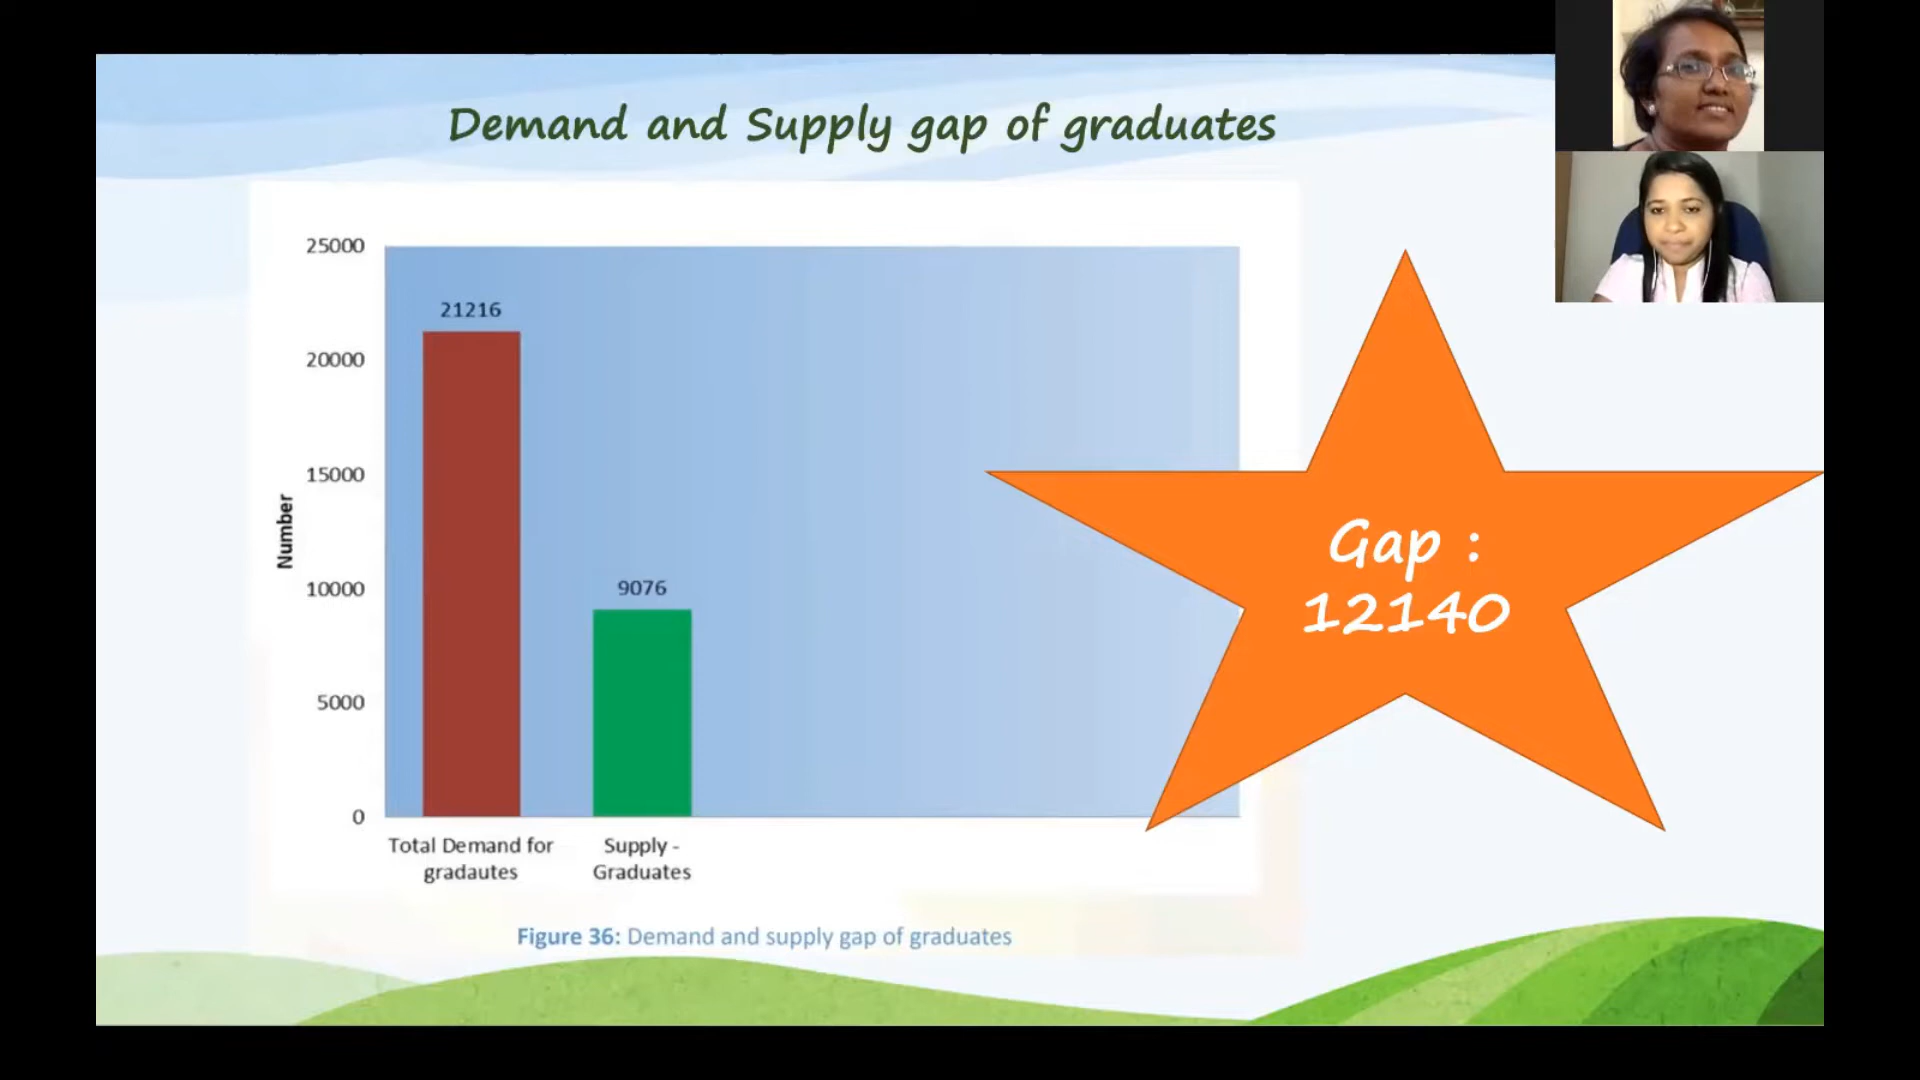 Demand and Supply gap of graduates
25000
21216
20000
15000
Number
10000
9076
5000
0
Total Demand for
gradautes
Supply -
Graduates
Gap :
12140
Figure 36: Demand and supply gap of graduates